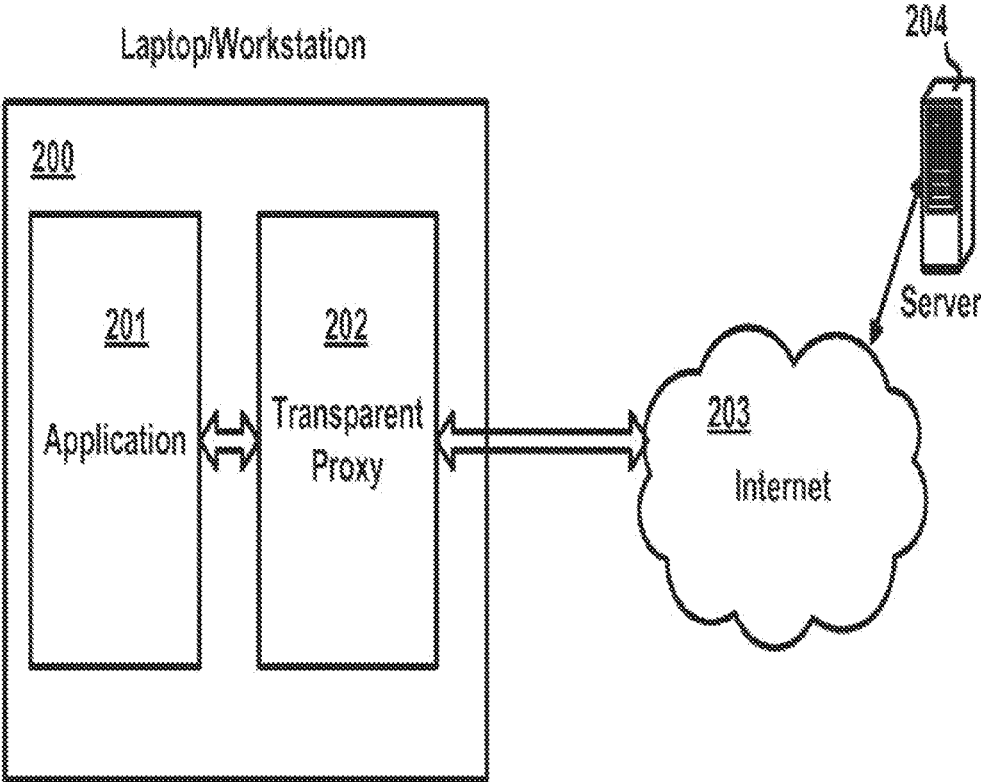 Laptop/Workstation
204
200
201
Application
202
Transparent
Proxy
203
Internet
Server